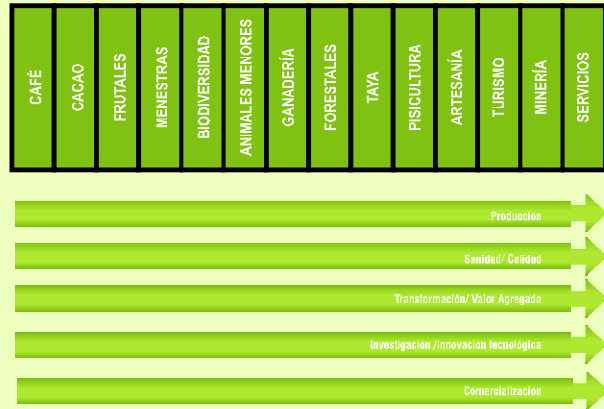 CAFÉ
CACAO
FRUTALES
MENESTRAS
BIODIVERSIDAD
ANIMALES MENORES
GANADERÍA
FORESTALES
TAYA
PISICULTURA
ARTESANÍA
TURISMO
MINERÍA
SERVICIOS
Produccion
Sanidad/ Calidad
Transformación/ Valor Agregado
Investigación /Innovación tecnológica
Comercialización